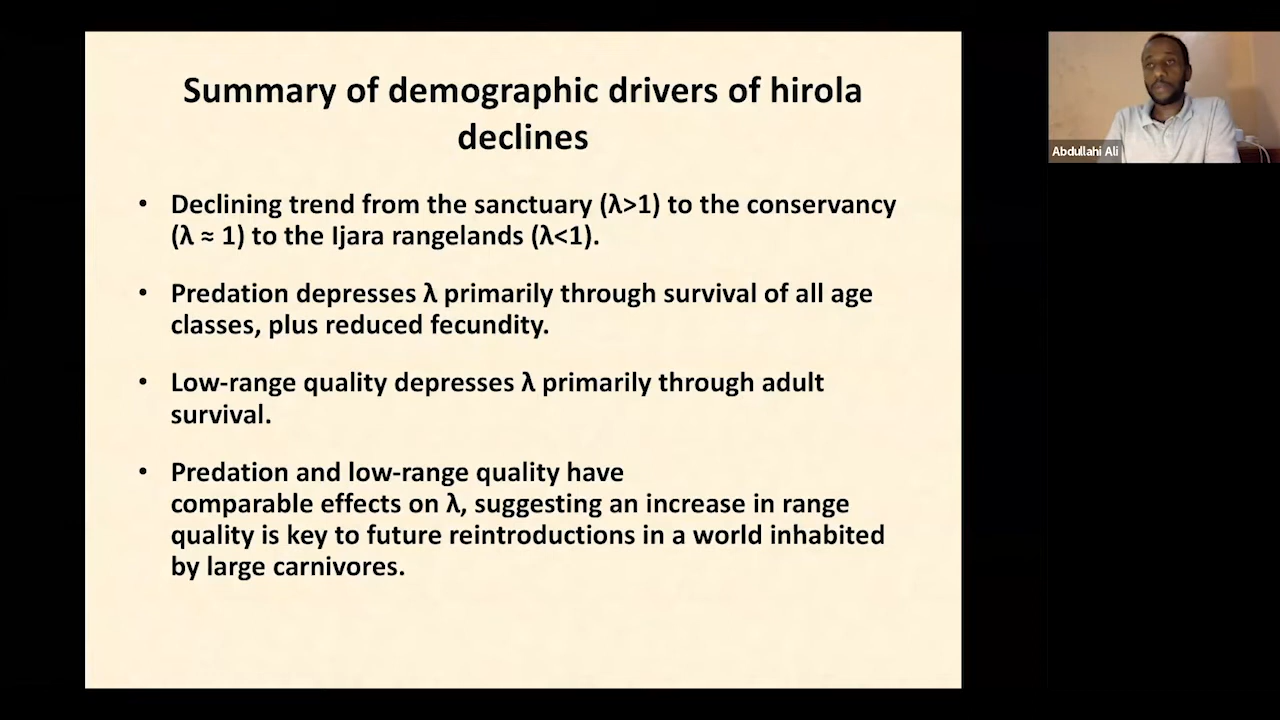 Summary of demographic drivers of hirola
declines
• Declining trend from the sanctuary (λ>1) to the conservancy
(λ ≈ 1) to the Ijara rangelands (λ<1).
• Predation depresses λ primarily through survival of all age
classes, plus reduced fecundity.
• Low-range quality depresses λ primarily through adult
survival.
• Predation and low-range quality have
comparable effects on λ, suggesting an increase in range
quality is key to future reintroductions in a world inhabited
by large carnivores.
Abdullahi Ali